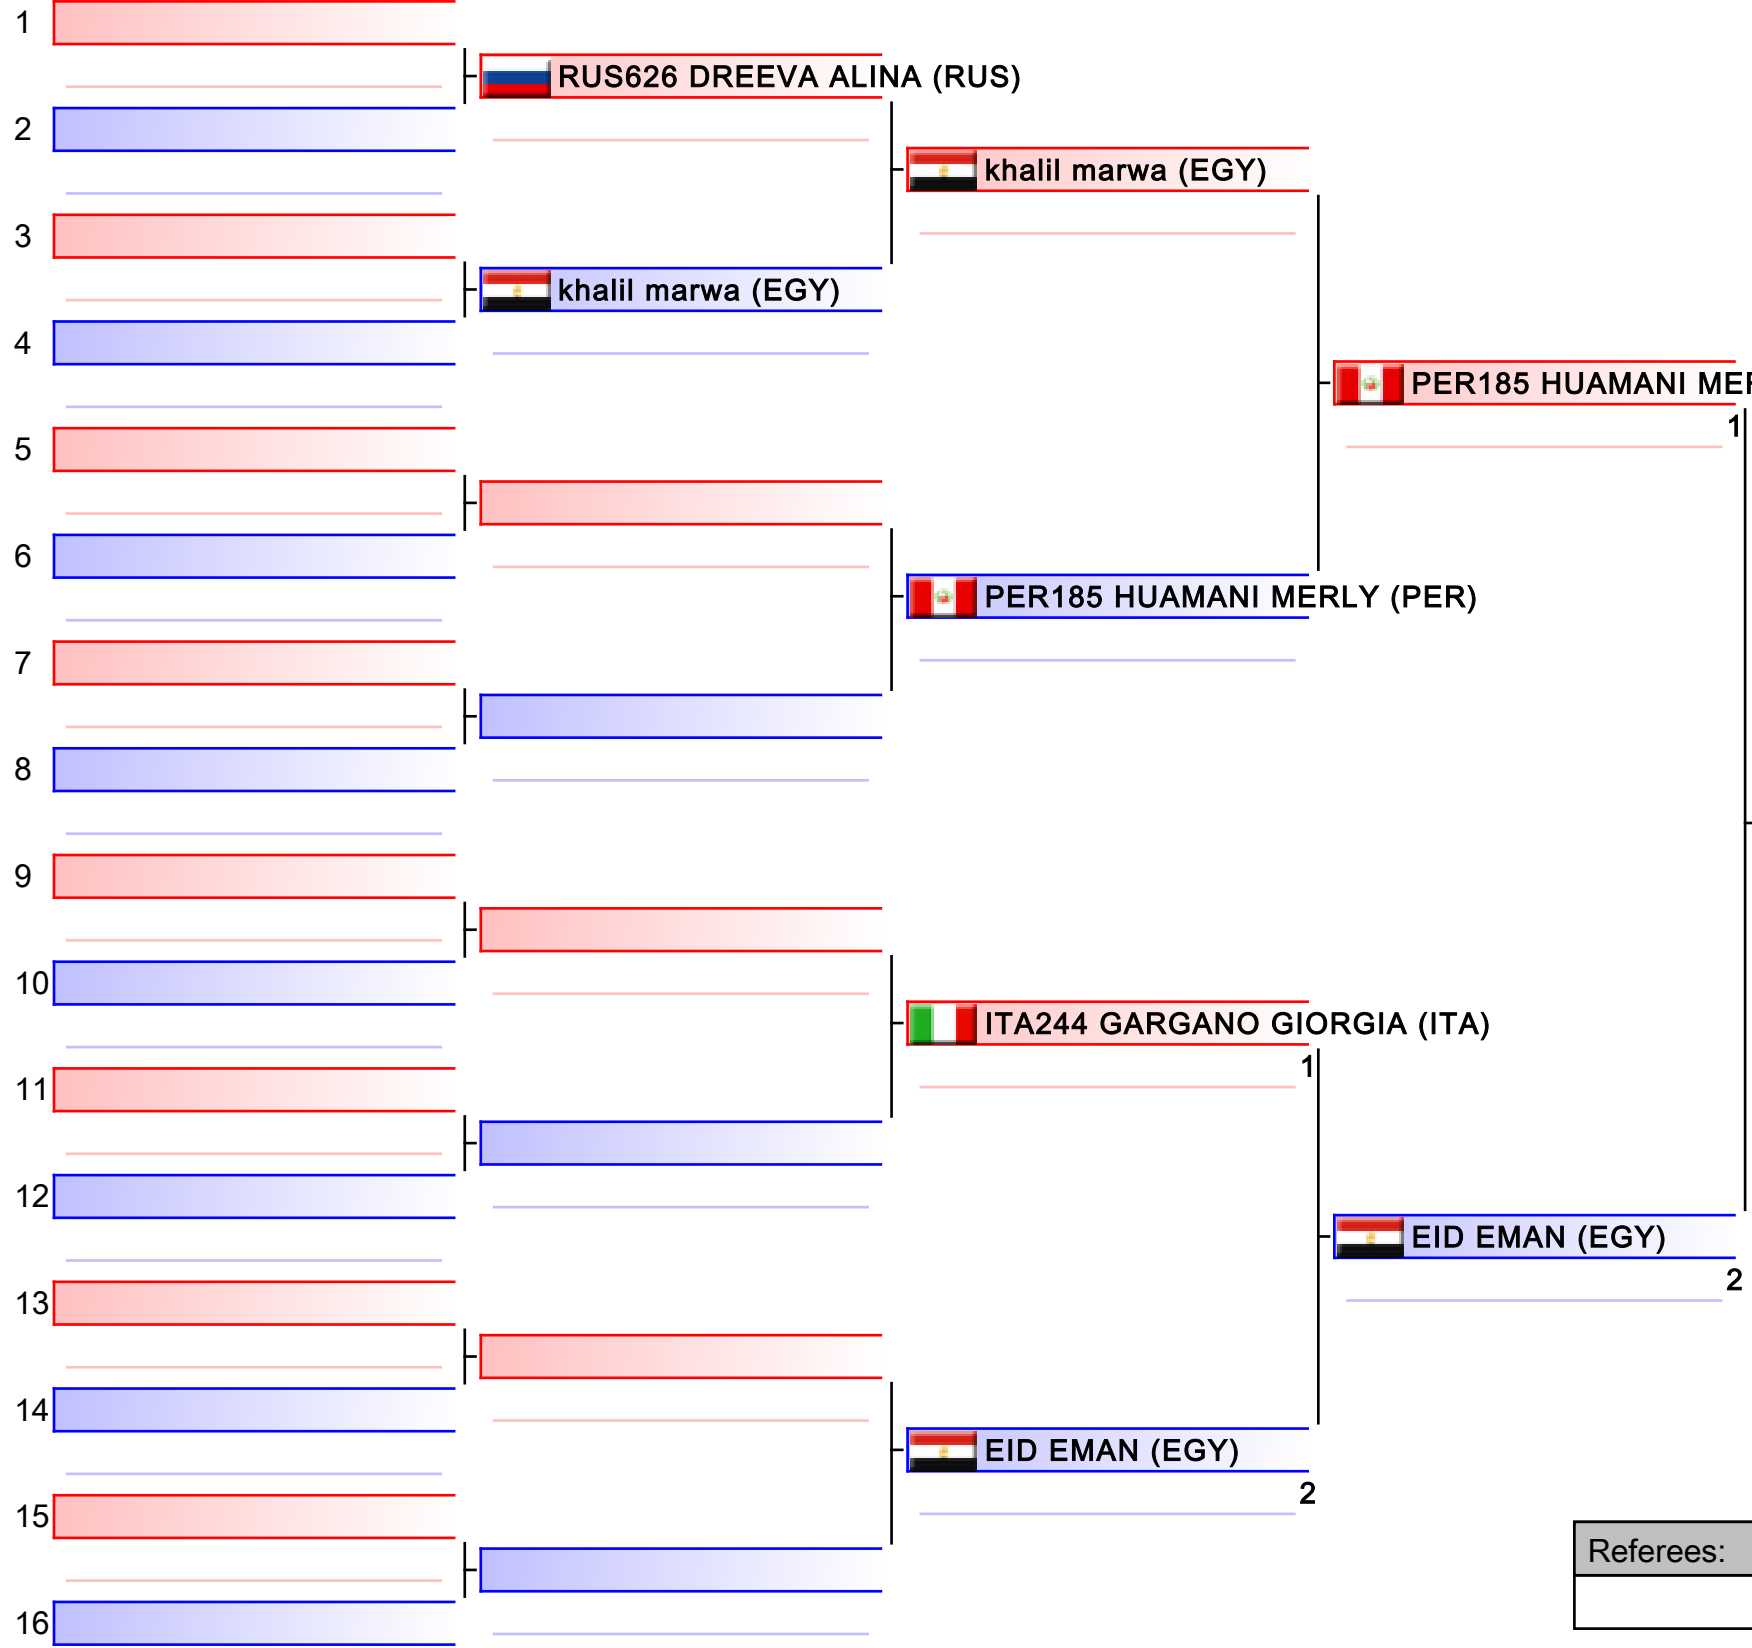 1
RUS626 DREEVA ALINA (RUS)
2
khalil marwa (EGY)
3
khalil marwa (EGY)
4
PER185 HUAMANI MER
1
5
6
PER185 HUAMANI MERLY (PER)
7
8
9
10
ITA244 GARGANO GIORGIA (ITA)
1
11
12
EID EMAN (EGY)
2
13
14
EID EMAN (EGY)
2
15
Referees:
16